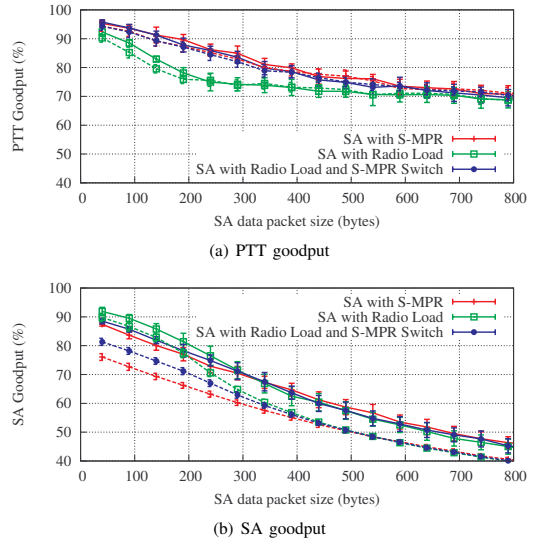 100
90
80
70
60
50
40
0 100 200 300 400 500 600 700 800
PTT Goodput (%)
SA data packet size (bytes)
SA with S-MPR
SA with Radio Load
SA with Radio Load and S-MPR Switch
(a) PTT goodput
100
90
80
70
60
50
40
0 100 200 300 400 500 600 700 800
SA Goodput (%)
SA data packet size (bytes)
SA with S-MPR
SA with Radio Load
SA with Radio Load and S-MPR Switch
(b) SA goodput